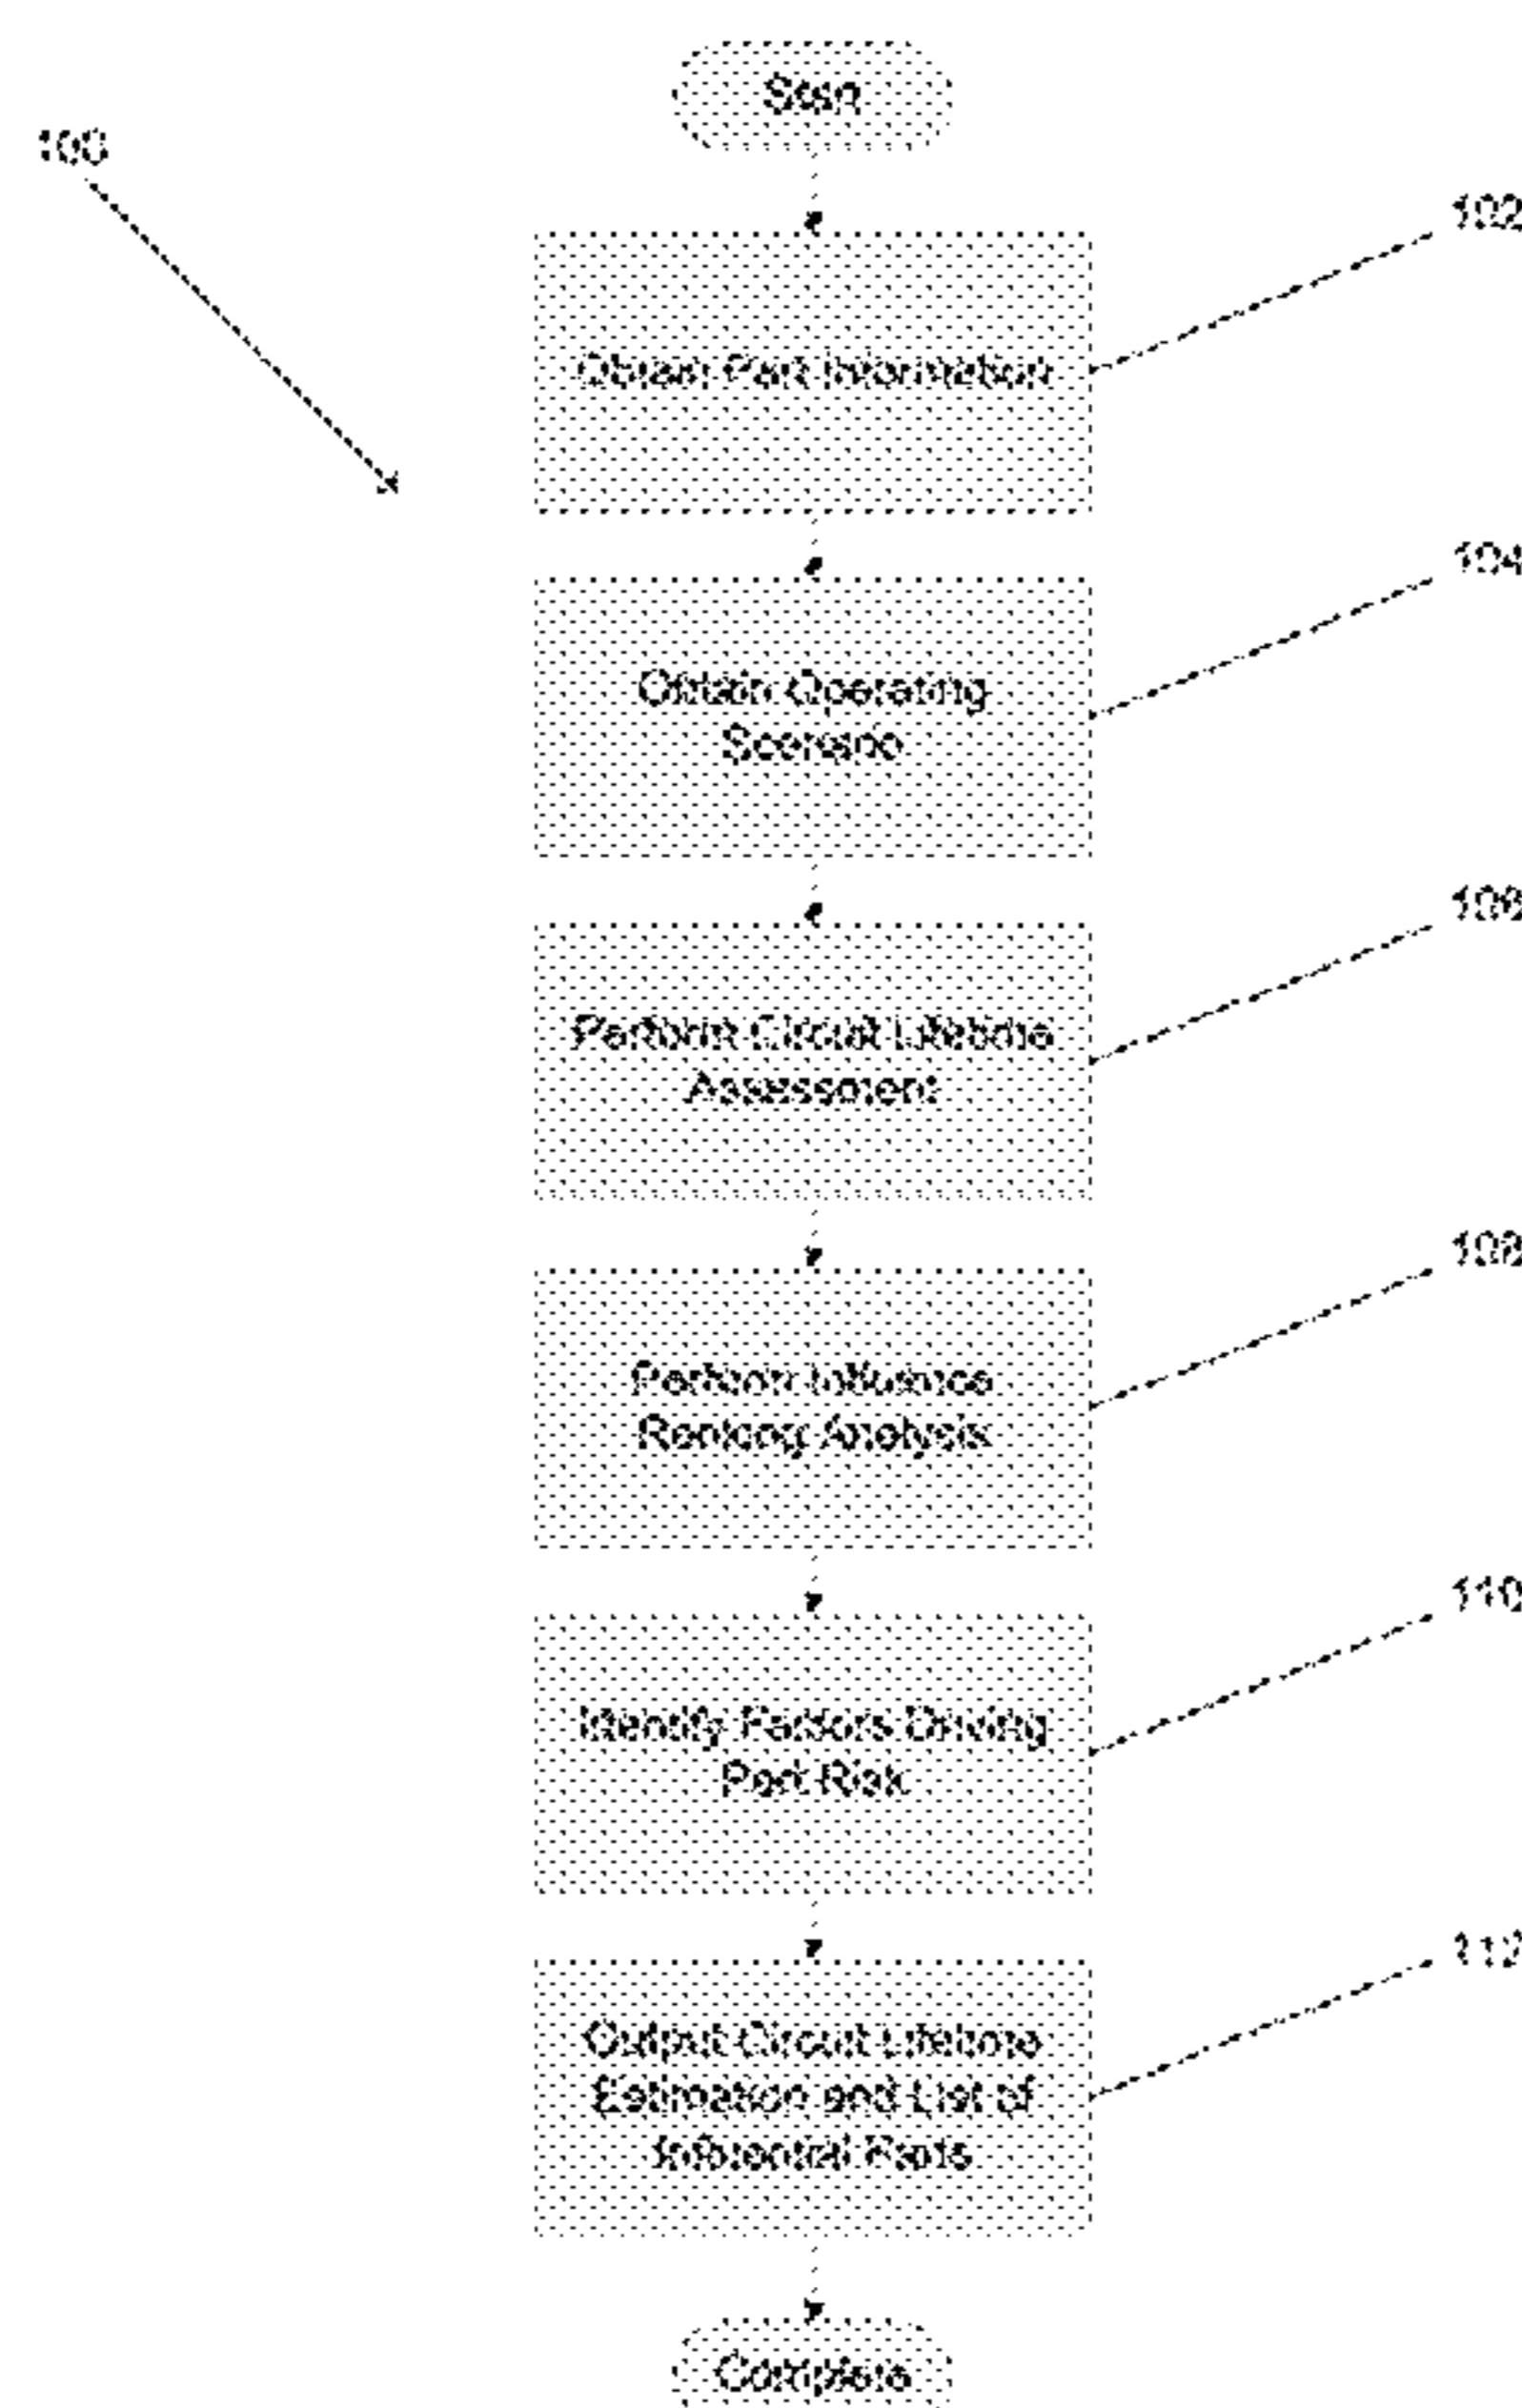 Start
100
102
Obtain Part Information
104
Obtain Operating
Scenario
106
Perform Circuit Lifetime
Assessment
108
Perform Influence
Ranking Analysis
110
Identify Factors Driving
Part Risk
112
Output Circuit Lifetime
Estimation and List of
Influential Parts
Complete